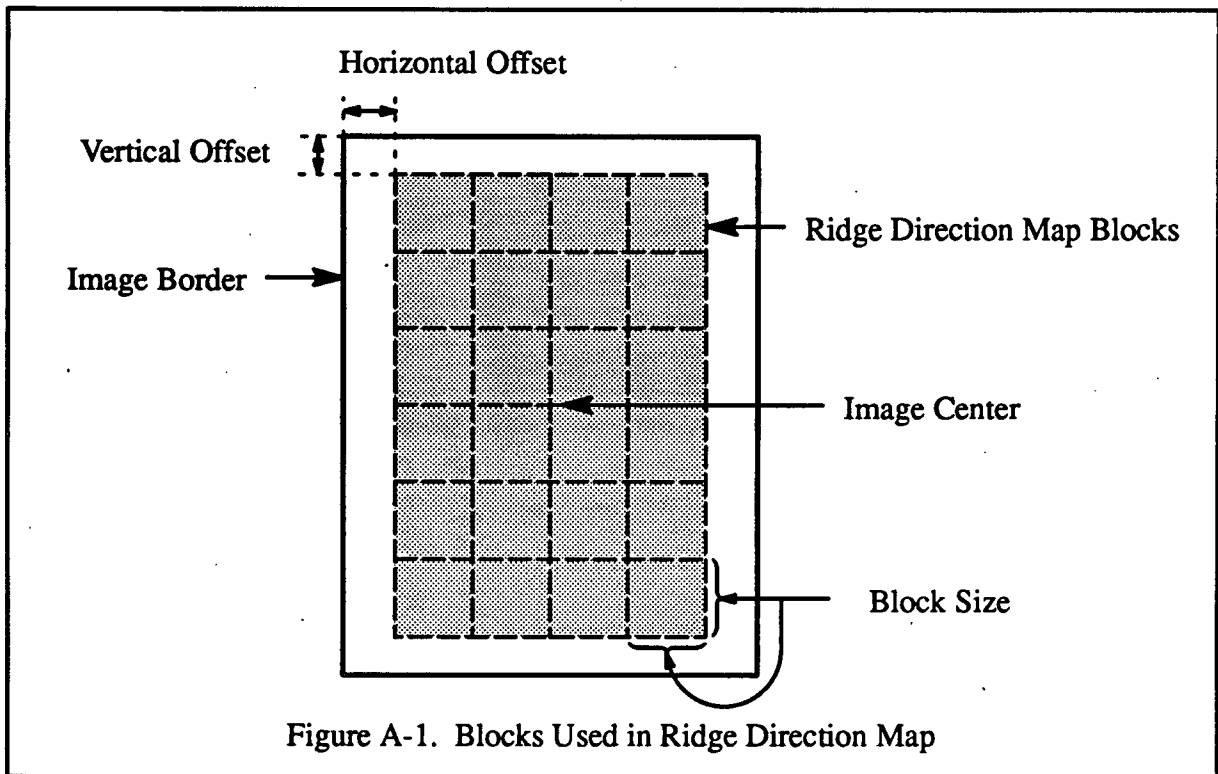 Horizontal Offset
Vertical Offset
Ridge Direction Map Blocks
Image Border
Image Center
Block Size
Figure A-1. Blocks Used in Ridge Direction Map